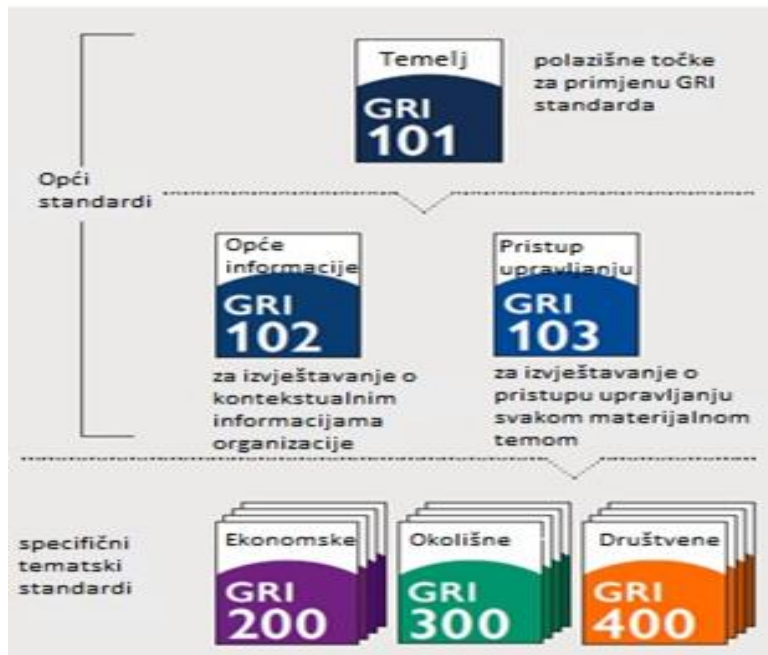 Temelj
GRI
101
polazišne točke
za primjenu GRI
standarda
Opći
standardi
Opće
informacije
GRI
102
za izvještavanje o
kontekstualnim
informacijama
organizacije
Pristup
upravljanju
GRI
103
za izvještavanje o
pristupu upravljanju
svakom materijalnom
temom
specifični
tematski
standardi
Ekonomske
GRI
200
Okolišne
GRI
300
Društvene
GRI
400